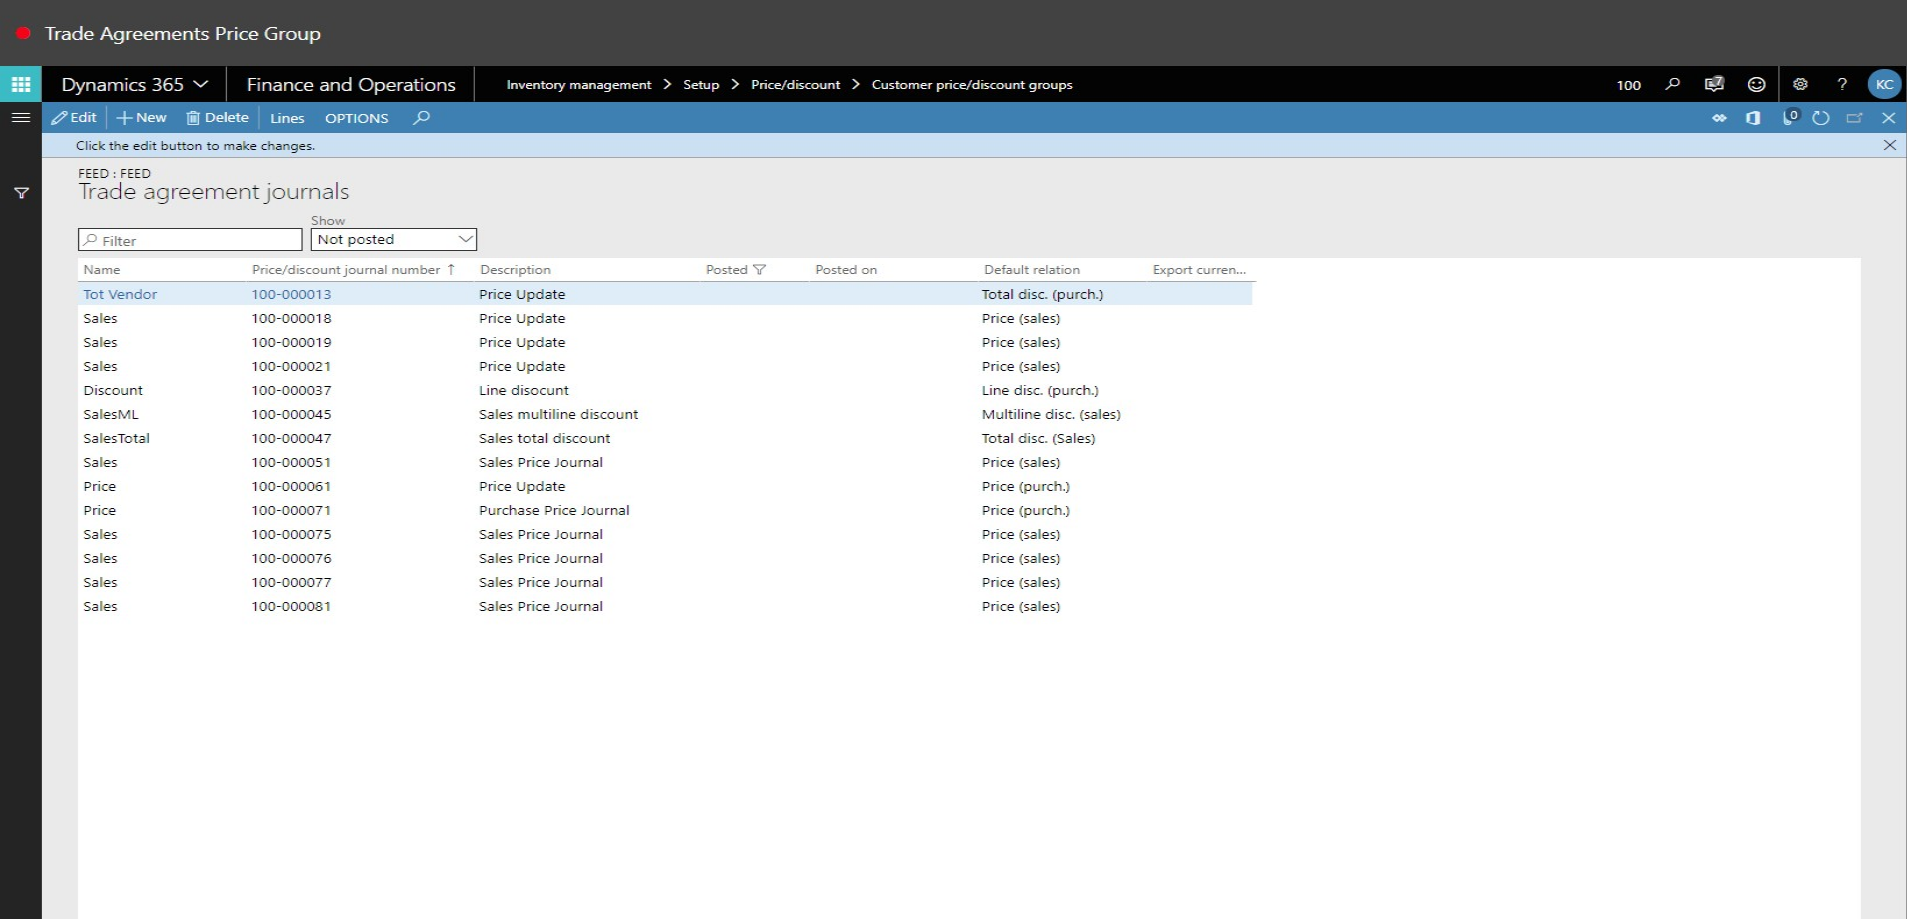 Trade Agreements Price Group
Dynamics 365 Finance and Operations Inventory management > Setup > Price/discount > Customer price/discount groups 100 7 ? KC
Edit + New Delete Lines OPTIONS 0
Click the edit button to make changes.
FEED : FEED
Trade agreement journals
Show
Filter Not posted
Name Price/discount journal number ↑ Description Posted Posted on Default relation Export curren...
Tot Vendor 100-000013 Price Update Total disc. (purch.)
Sales 100-000018 Price Update Price (sales)
Sales 100-000019 Price Update Price (sales)
Sales 100-000021 Price Update Price (sales)
Discount 100-000037 Line disocunt Line disc. (purch.)
SalesML 100-000045 Sales multiline discount Multiline disc. (sales)
SalesTotal 100-000047 Sales total discount Total disc. (Sales)
Sales 100-000051 Sales Price Journal Price (sales)
Price 100-000061 Price Update Price (purch.)
Price 100-000071 Purchase Price Journal Price (purch.)
Sales 100-000075 Sales Price Journal Price (sales)
Sales 100-000076 Sales Price Journal Price (sales)
Sales 100-000077 Sales Price Journal Price (sales)
Sales 100-000081 Sales Price Journal Price (sales)